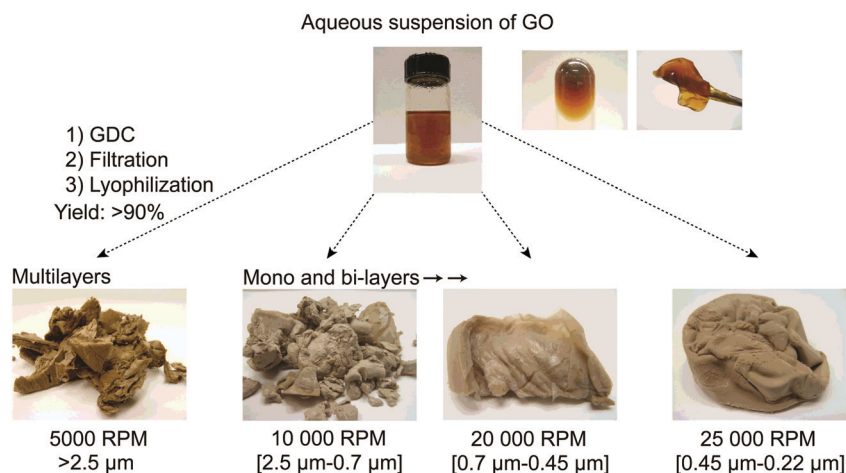 Aqueous suspension of GO
1) GDC
2) Filtration
3) Lyophilization
Yield: >90%
Multilayers
Mono and bi-layers → →
5000 RPM
>2.5 µm
10 000 RPM
[2.5 µm-0.7 µm]
20 000 RPM
[0.7 µm-0.45 µm]
25 000 RPM
[0.45 µm-0.22 µm]